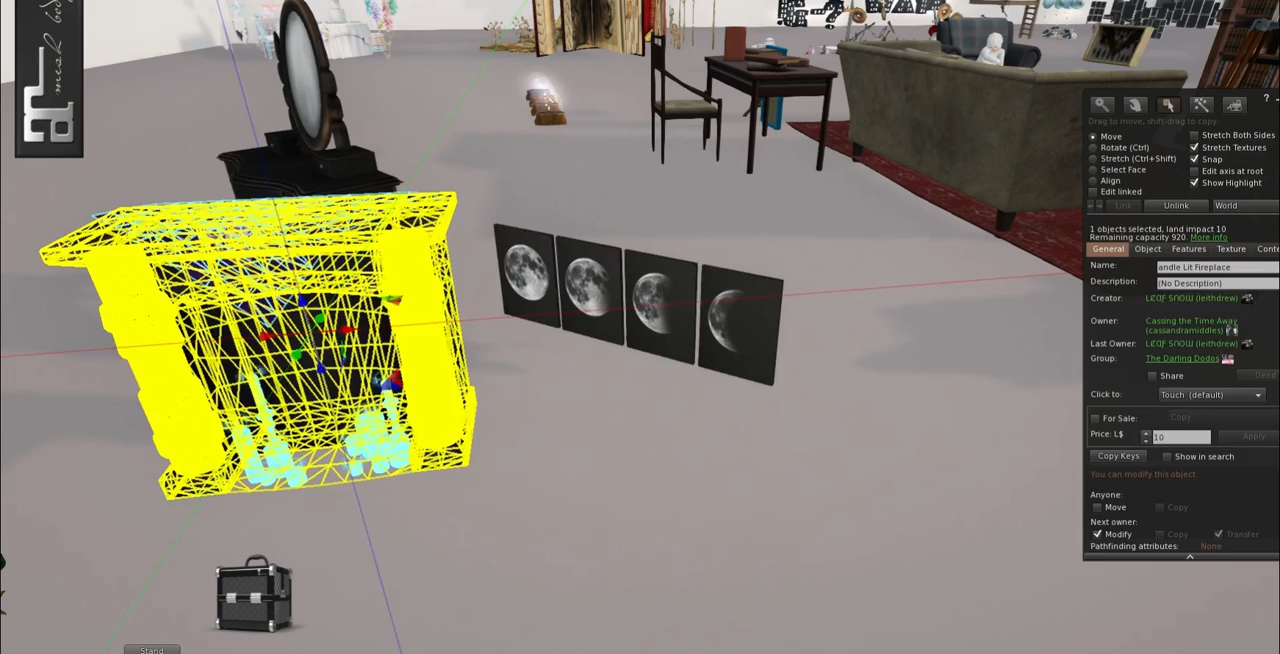 mesh body
?
Drag to move, shift-drag to copy
Move
Stretch Both Sides
Rotate (Ctrl)
Stretch Textures
Stretch (Ctrl+Shift)
Snap
Select Face
Edit axis at root
Align
Show Highlight
Edit linked
Link
Unlink
World
1 objects selected, land impact 10
Remaining capacity 920. More info
General
Object
Features
Texture
Conte
Name:
andle Lit Fireplace
Description:
(No Description)
Creator:
(leithdrew)
Owner:
Cassing the Time Away
(cassandramiddles)
Last Owner:
(leithdrew)
Group:
The Darling Dodos
Share
Deed
Click to:
Touch (default)
For Sale:
Copy
Price: L$
10
Apply
Copy Keys
Show in search
You can modify this object
Anyone:
Move
Copy
Next owner:
Modify
Copy
Transfer
Pathfinding attributes:
None
Stand